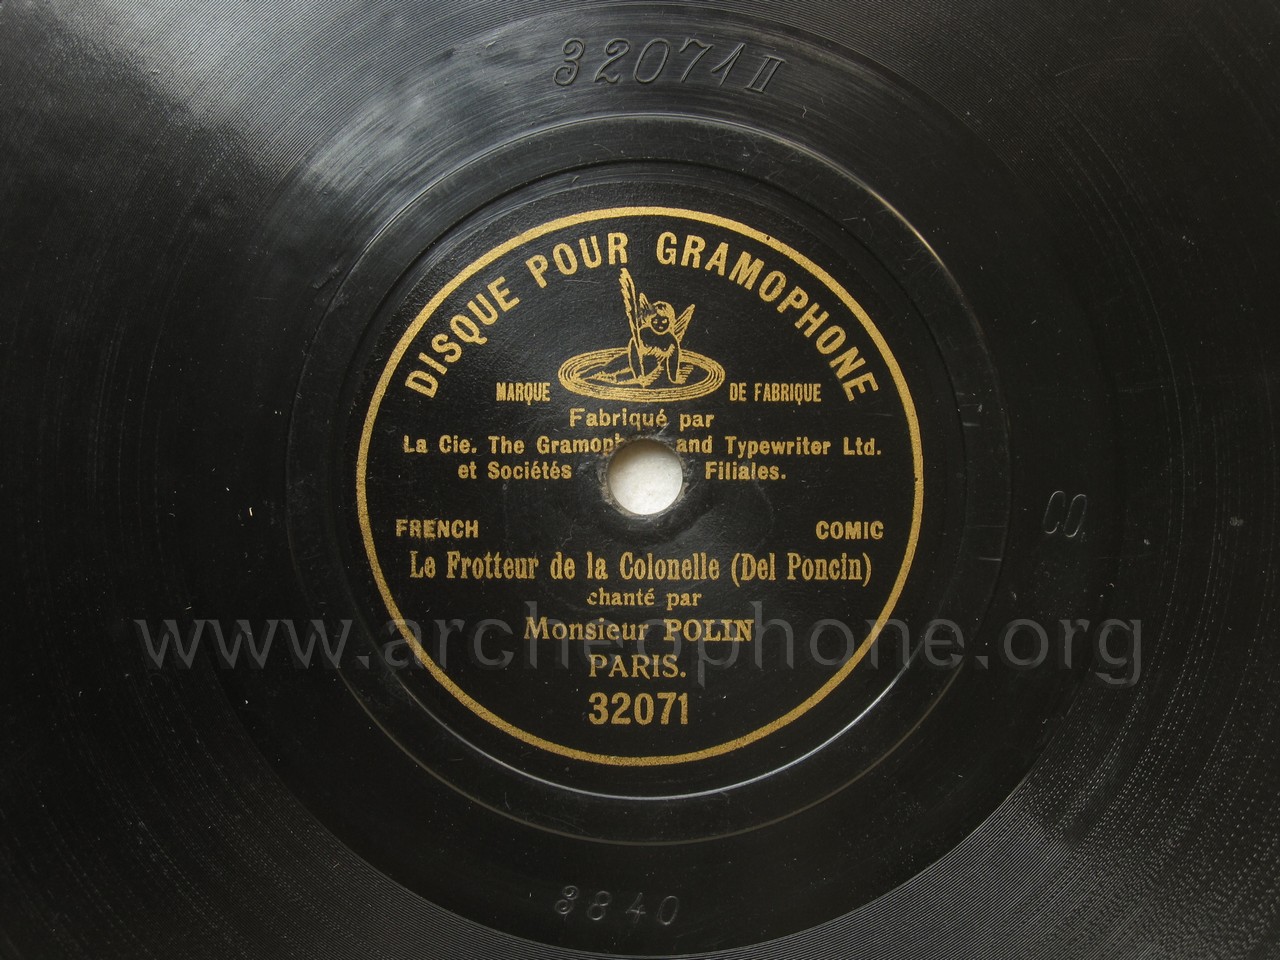 32071 II
DISQUE POUR GRAMOPHONE
MARQUE DE FABRIQUE
Fabriqué par
La Cie. The Gramoph and Typewriter Ltd.
et Sociétés Filiales.
FRENCH COMIC
CO.
Le Frotteur de la Colonelle (Del Poncin)
chanté par
Monsieur POLIN
www.archeophone.org
PARIS.
32071
3840